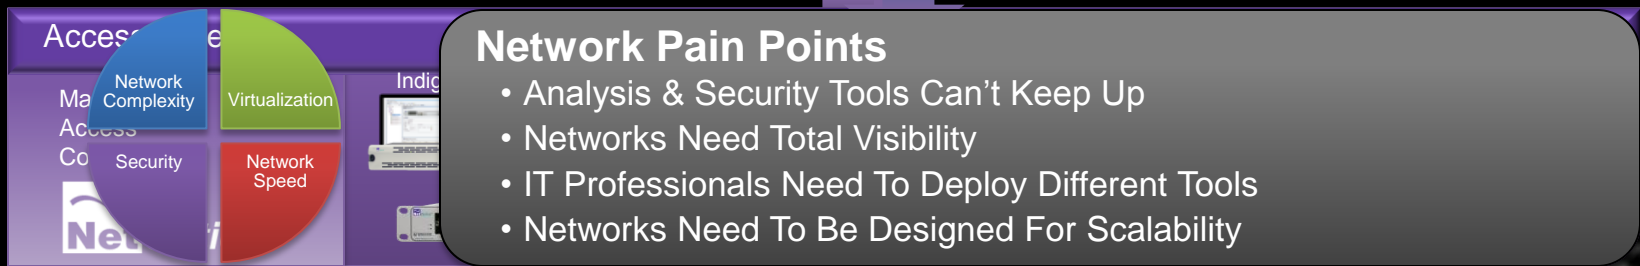 Network Pain Points
• Analysis & Security Tools Can’t Keep Up
• Networks Need Total Visibility
• IT Professionals Need To Deploy Different Tools
• Networks Need To Be Designed For Scalability
Network
Complexity
Virtualization
Security
Network
Speed
Access